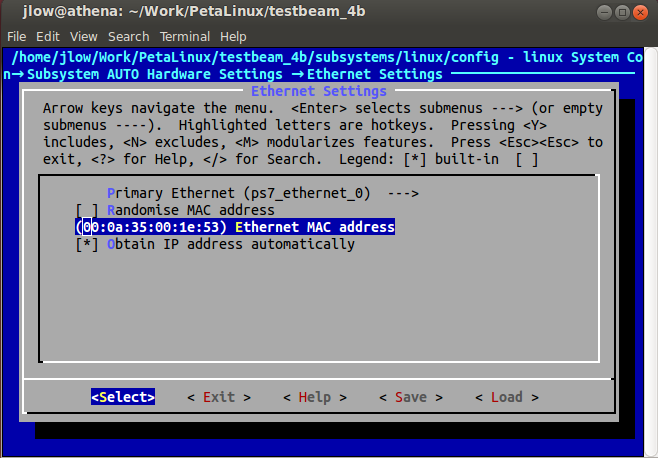 jlow@athena: ~/Work/PetaLinux/testbeam_4b
File Edit View Search Terminal Help
/home/jlow/Work/PetaLinux/testbeam_4b/subsystems/linux/config - linux System Co
n→Subsystem AUTO Hardware Settings →Ethernet Settings
Ethernet Settings
Arrow keys navigate the menu. <Enter> selects submenus ---> (or empty
submenus ----). Highlighted letters are hotkeys. Pressing <Y>
includes, <N> excludes, <M> modularizes features. Press <Esc><Esc> to
exit, <?> for Help, </> for Search. Legend: [*] built-in [ ]
Primary Ethernet (ps7_ethernet_0) --->
[ ] Randomise MAC address
(00:0a:35:00:1e:53) Ethernet MAC address
[*] Obtain IP address automatically
<Select> < Exit > < Help > < Save > < Load >